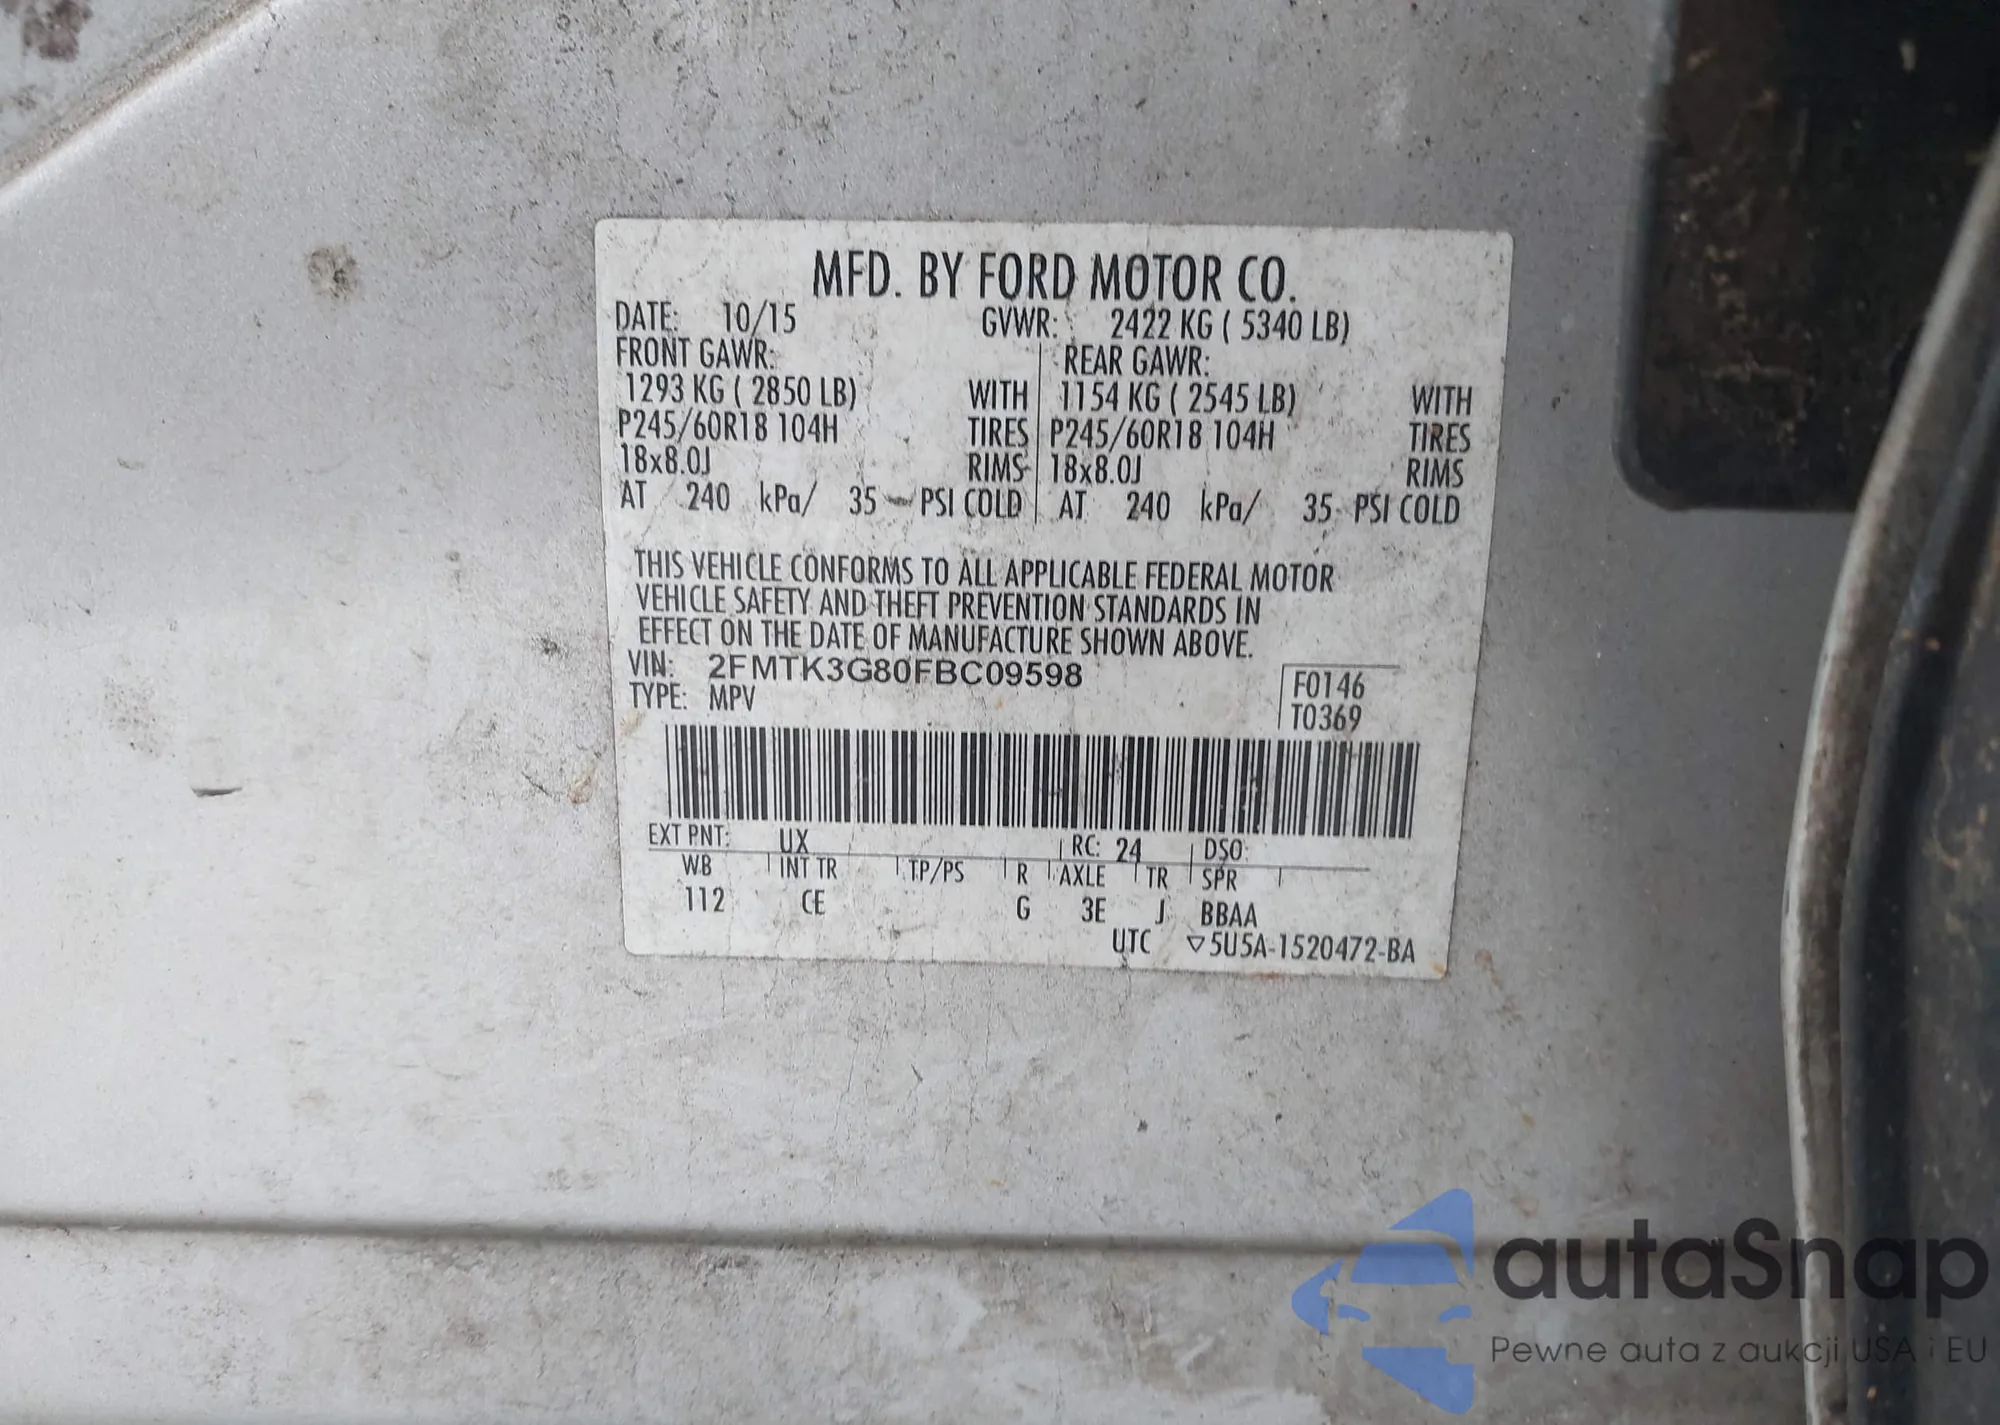 MFD. BY FORD MOTOR CO.
DATE: 10/15 GVWR: 2422 KG ( 5340 LB)
FRONT GAWR: REAR GAWR:
1293 KG ( 2850 LB) WITH 1154 KG ( 2545 LB) WITH
P245/60R18 104H TIRES P245/60R18 104H TIRES
18x8.0J RIMS 18x8.0J RIMS
AT 240 kPa/ 35 PSI COLD AT 240 kPa/ 35 PSI COLD
THIS VEHICLE CONFORMS TO ALL APPLICABLE FEDERAL MOTOR
VEHICLE SAFETY AND THEFT PREVENTION STANDARDS IN
EFFECT ON THE DATE OF MANUFACTURE SHOWN ABOVE.
VIN: 2FMTK3G80FBC09598
TYPE: MPV
F0146
T0369
EXT PNT: UX RC: 24 DSO:
WB INT TR TP/PS R AXLE TR SPR
112 CE G 3E J BBAA
UTC ▽5U5A-1520472-BA
autaSnap
Pewne auta z aukcji USA i EU